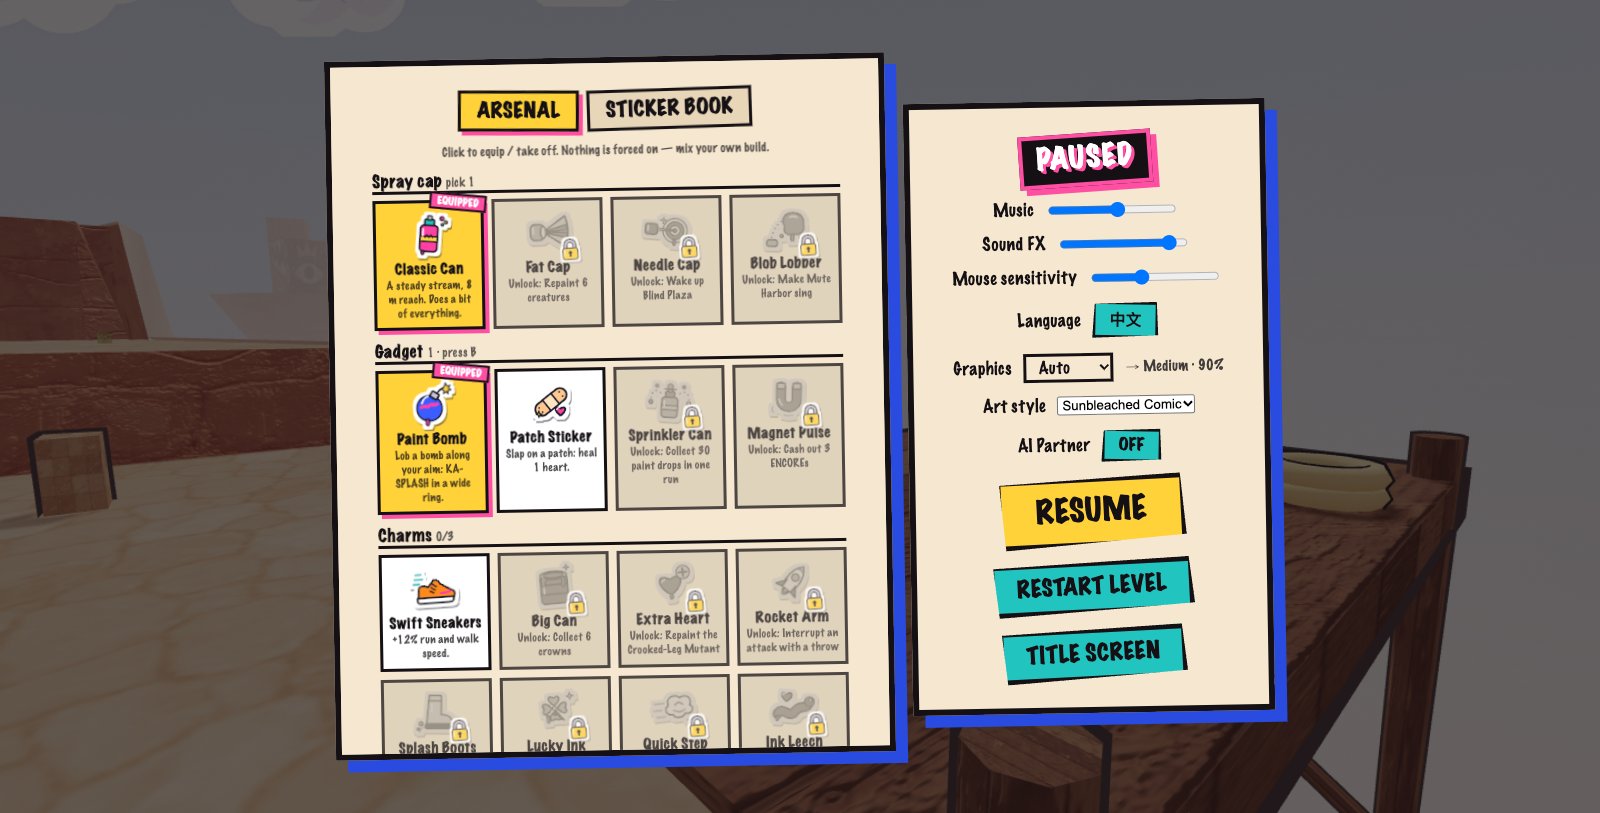 ARSENAL
STICKER BOOK
Click to equip / take off. Nothing is forced on — mix your own build.
Spray cap pick 1
EQUIPPED
Classic Can
A steady stream, 8
m reach. Does a bit
of everything.
Fat Cap
Unlock: Repaint 6
creatures
Needle Cap
Unlock: Wake up
Blind Plaza
Blob Lobber
Unlock: Make Mute
Harbor sing
Gadget 1 · press B
EQUIPPED
Paint Bomb
Lob a bomb along
your aim: KA-
SPLASH in a wide
ring.
Patch Sticker
Slap on a patch: heal
1 heart.
Sprinkler Can
Unlock: Collect 30
paint drops in one
run
Magnet Pulse
Unlock: Cash out 3
ENCOREs
Charms 0/3
Swift Sneakers
+12% run and walk
speed.
Big Can
Unlock: Collect 6
crowns
Extra Heart
Unlock: Repaint the
Crooked-Leg Mutant
Rocket Arm
Unlock: Interrupt an
attack with a throw
Splash Boots
Lucky Ink
Quick Step
Ink Leech
PAUSED
Music
Sound FX
Mouse sensitivity
Language 中文
Graphics Auto → Medium · 90%
Art style Sunbleached Comic
AI Partner OFF
RESUME
RESTART LEVEL
TITLE SCREEN